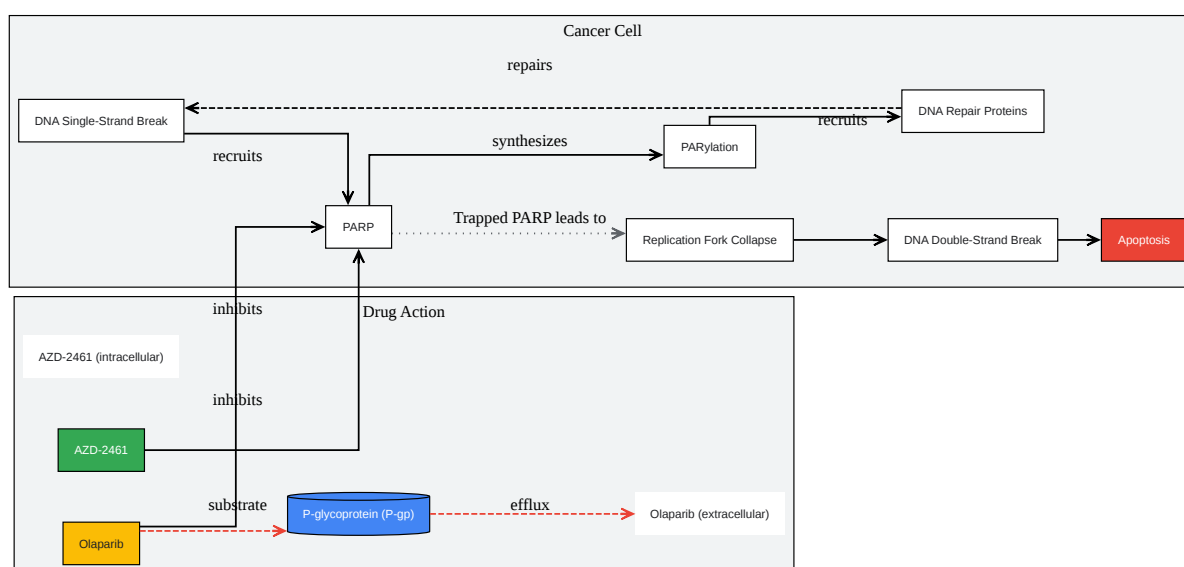 Cancer Cell
repairs
DNA Single-Strand Break
DNA Repair Proteins
recruits
synthesizes
PARylation
recruits
PARP
Trapped PARP leads to
Replication Fork Collapse
DNA Double-Strand Break
Apoptosis
inhibits
Drug Action
AZD-2461 (intracellular)
inhibits
AZD-2461
substrate
P-glycoprotein (P-gp)
efflux
Olaparib (extracellular)
Olaparib